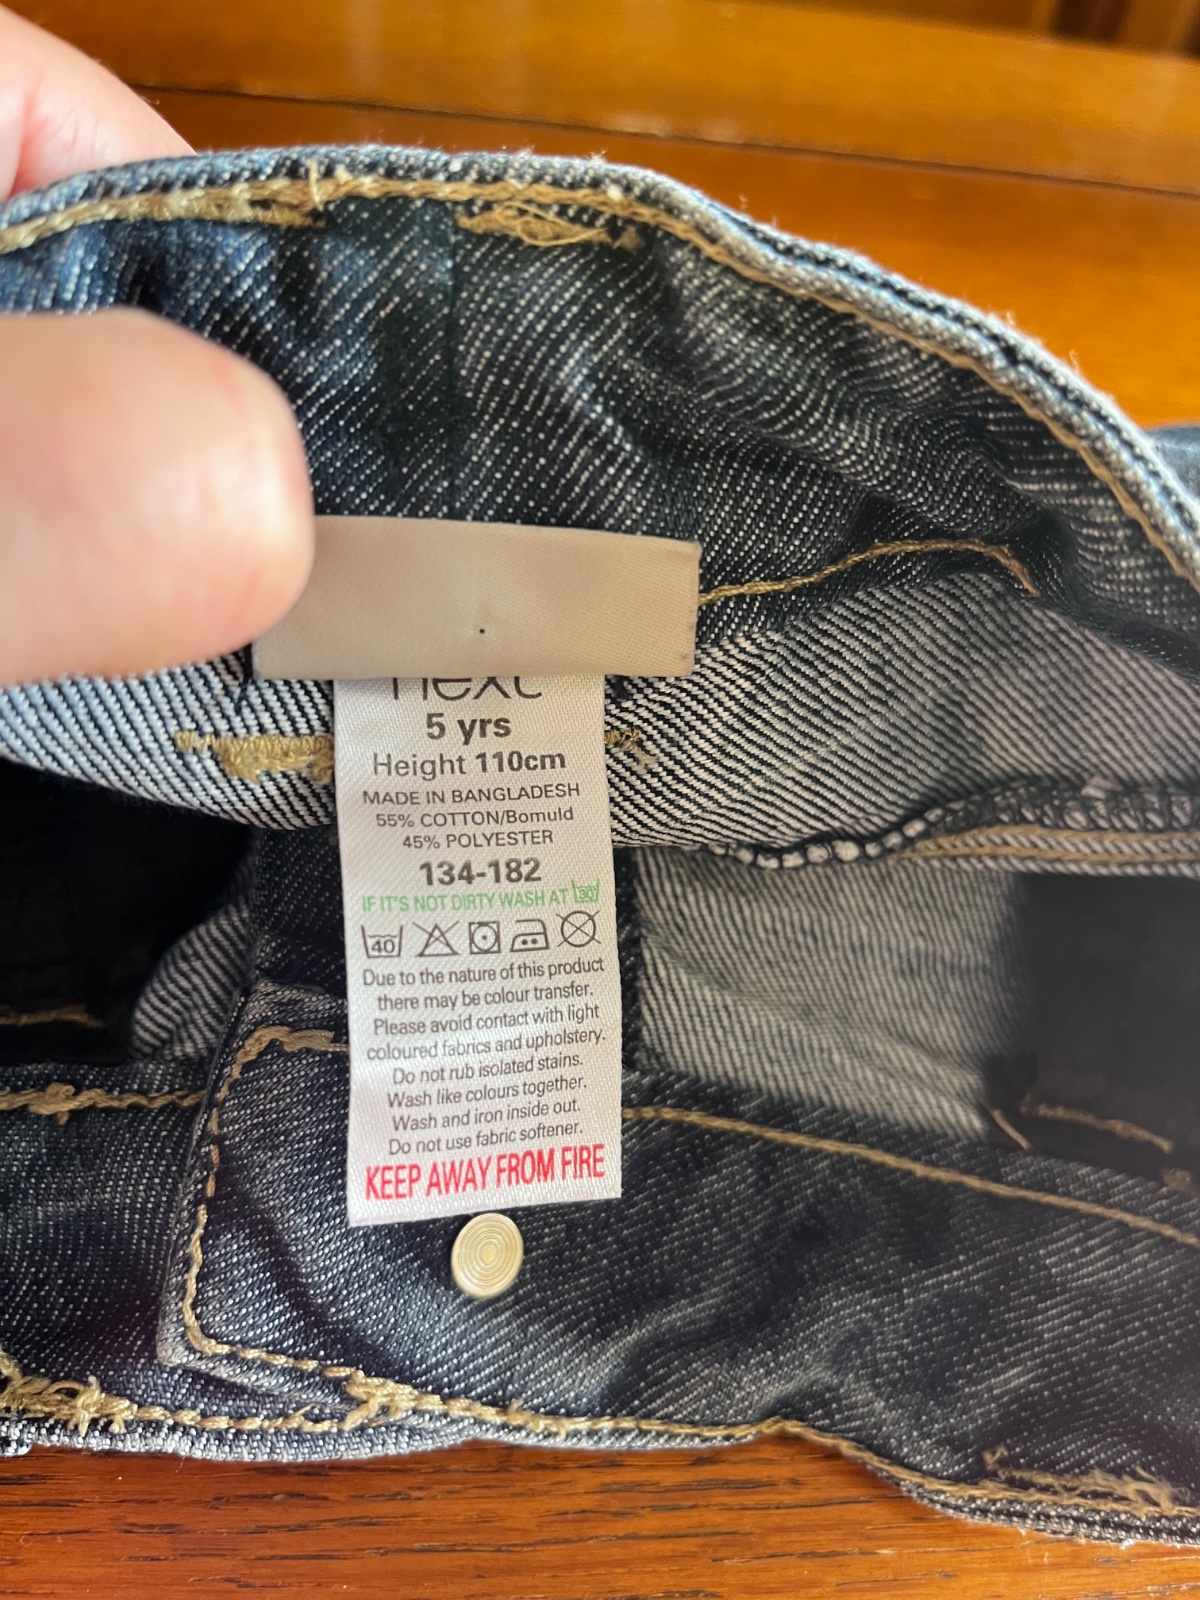 next
5 yrs
Height 110cm
MADE IN BANGLADESH
55% COTTON/Bomuld
45% POLYESTER
134-182
IF IT'S NOT DIRTY WASH AT 30
40
Due to the nature of this product
there may be colour transfer.
Please avoid contact with light
coloured fabrics and upholstery.
Do not rub isolated stains.
Wash like colours together.
Wash and iron inside out.
Do not use fabric softener.
KEEP AWAY FROM FIRE